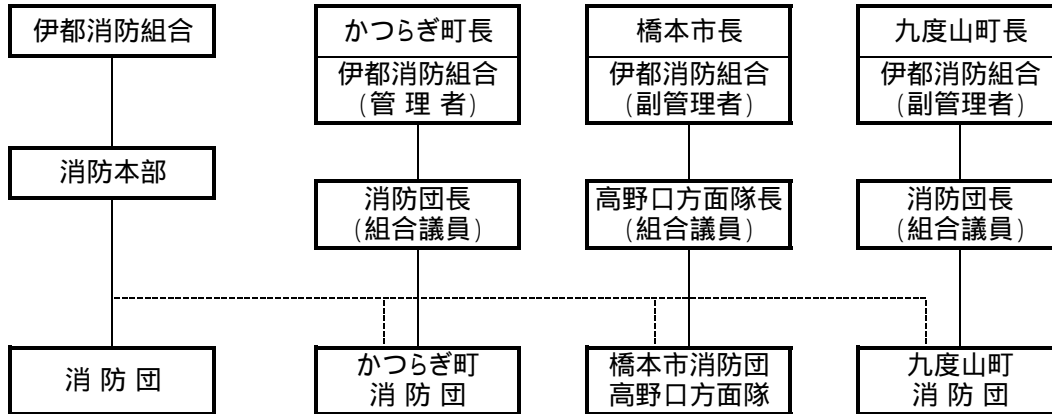 伊都消防組合
かつらぎ町長
橋本市長
九度山町長
伊都消防組合
(管 理 者)
伊都消防組合
(副管理者)
伊都消防組合
(副管理者)
消防本部
消防団長
(組合議員)
高野口方面隊長
(組合議員)
消防団長
(組合議員)
消 防 団
かつらぎ町
消 防 団
橋本市消防団
高野口方面隊
九度山町
消 防 団